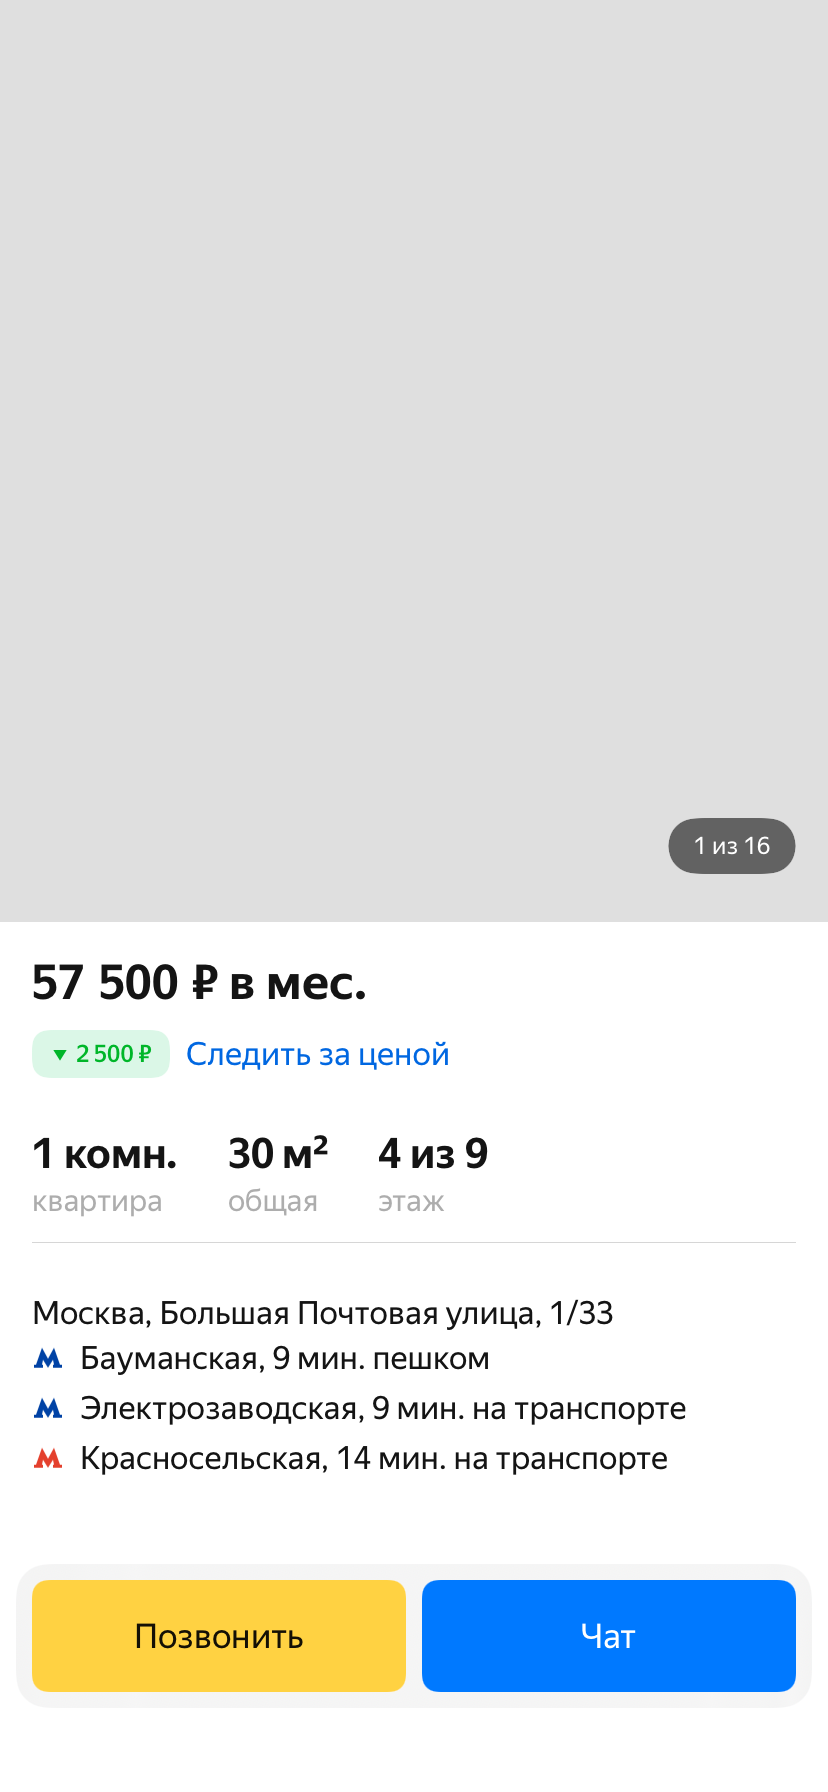 1 из 16
57 500 ₽ в мес.
2 500 ₽ Следить за ценой
1 комн. 30 м² 4 из 9
квартира общая этаж
Москва, Большая Почтовая улица, 1/33
Бауманская, 9 мин. пешком
Электрозаводская, 9 мин. на транспорте
Красносельская, 14 мин. на транспорте
Позвонить Чат